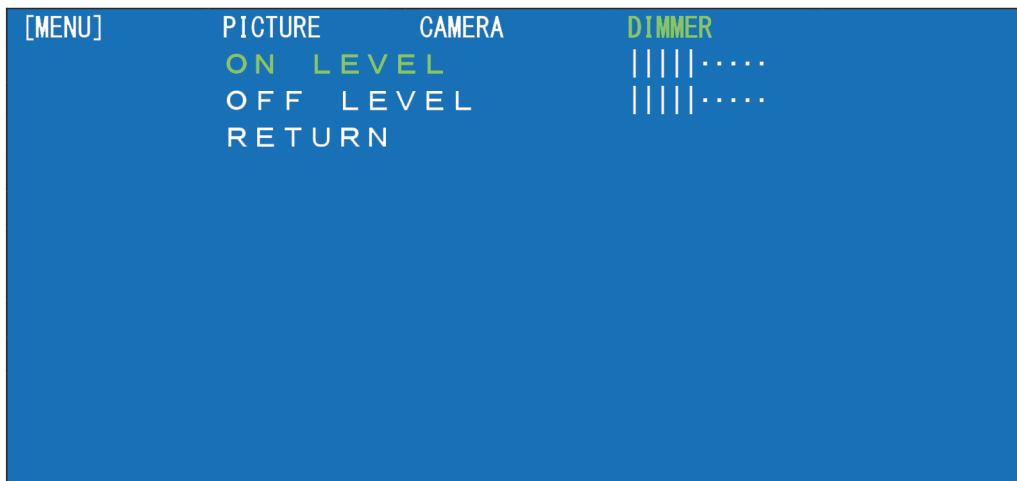 [MENU] PICTURE CAMERA DIMMER
ON LEVEL |||||·····
OFF LEVEL |||||·····
RETURN